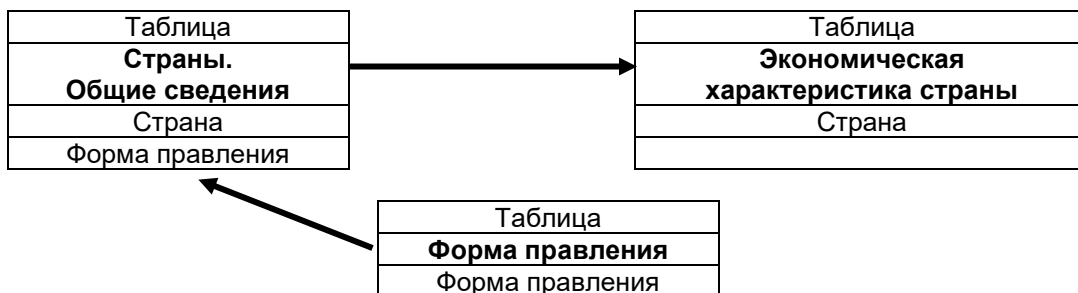 Таблица
Страны.
Общие сведения
Страна
Форма правления
Таблица
Экономическая
характеристика страны
Страна
Таблица
Форма правления
Форма правления